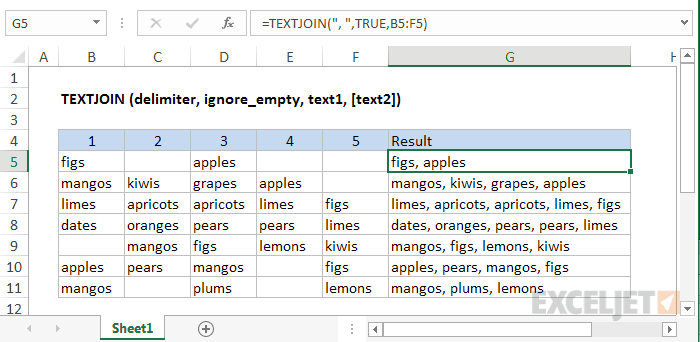 G5 =TEXTJOIN(", ",TRUE,B5:F5)
A B C D E F G H
1
2 TEXTJOIN (delimiter, ignore_empty, text1, [text2])
3
4 1 2 3 4 5 Result
5 figs apples figs, apples
6 mangos kiwis grapes apples mangos, kiwis, grapes, apples
7 limes apricots apricots limes figs limes, apricots, apricots, limes, figs
8 dates oranges pears pears limes dates, oranges, pears, pears, limes
9 mangos figs lemons kiwis mangos, figs, lemons, kiwis
10 apples pears mangos figs apples, pears, mangos, figs
11 mangos plums lemons mangos, plums, lemons
12
EXCELJET
Sheet1